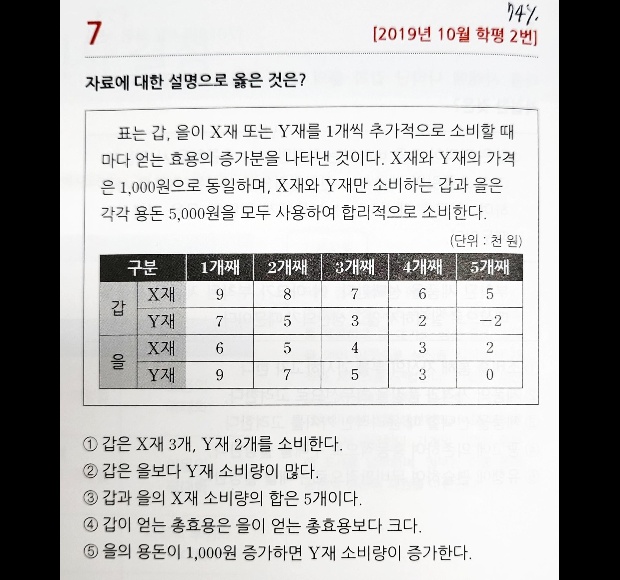 74%
7
[2019년 10월 학평 2번]
자료에 대한 설명으로 옳은 것은?
표는 갑, 을이 X재 또는 Y재를 1개씩 추가적으로 소비할 때
마다 얻는 효용의 증가분을 나타낸 것이다. X재와 Y재의 가격
은 1,000원으로 동일하며, X재와 Y재만 소비하는 갑과 을은
각각 용돈 5,000원을 모두 사용하여 합리적으로 소비한다.
(단위 : 천 원)
구분 1개째 2개째 3개째 4개째 5개째
갑 X재 9 8 7 6 5
Y재 7 5 3 2 -2
을 X재 6 5 4 3 2
Y재 9 7 5 3 0
① 갑은 X재 3개, Y재 2개를 소비한다.
② 갑은 을보다 Y재 소비량이 많다.
③ 갑과 을의 X재 소비량의 합은 5개이다.
④ 갑이 얻는 총효용은 을이 얻는 총효용보다 크다.
⑤ 을의 용돈이 1,000원 증가하면 Y재 소비량이 증가한다.